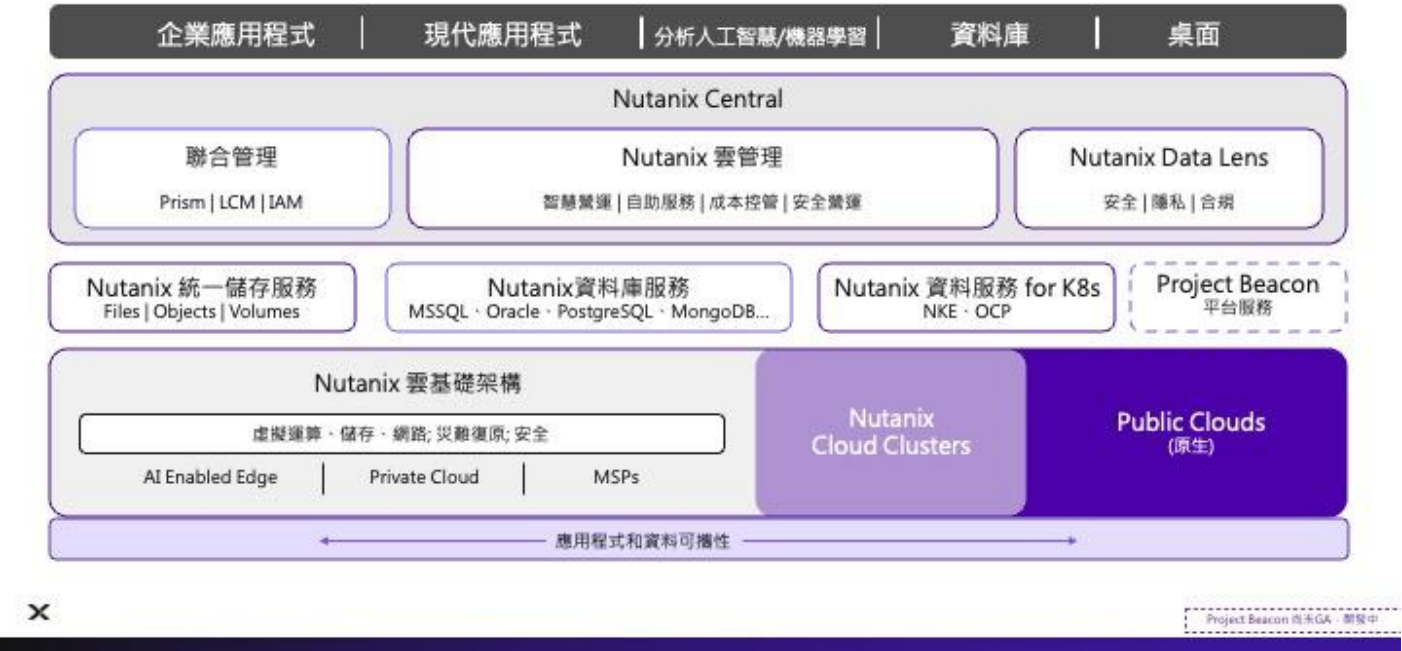 企業應用程式 | 現代應用程式 | 分析人工智慧/機器學習 | 資料庫 | 桌面
Nutanix Central
聯合管理
Prism | LCM | IAM
Nutanix 雲管理
智慧營運 | 自助服務 | 成本控管 | 安全營運
Nutanix Data Lens
安全 | 隱私 | 合規
Nutanix 統一儲存服務
Files | Objects | Volumes
Nutanix資料庫服務
MSSQL、Oracle、PostgreSQL、MongoDB...
Nutanix 資料服務 for K8s
NKE、OCP
Project Beacon
平台服務
Nutanix 雲基礎架構
虛擬運算、儲存、網路; 災難復原; 安全
AI Enabled Edge | Private Cloud | MSPs
Nutanix
Cloud Clusters
Public Clouds
(原生)
應用程式和資料可攜性
Project Beacon 尚未GA，開發中